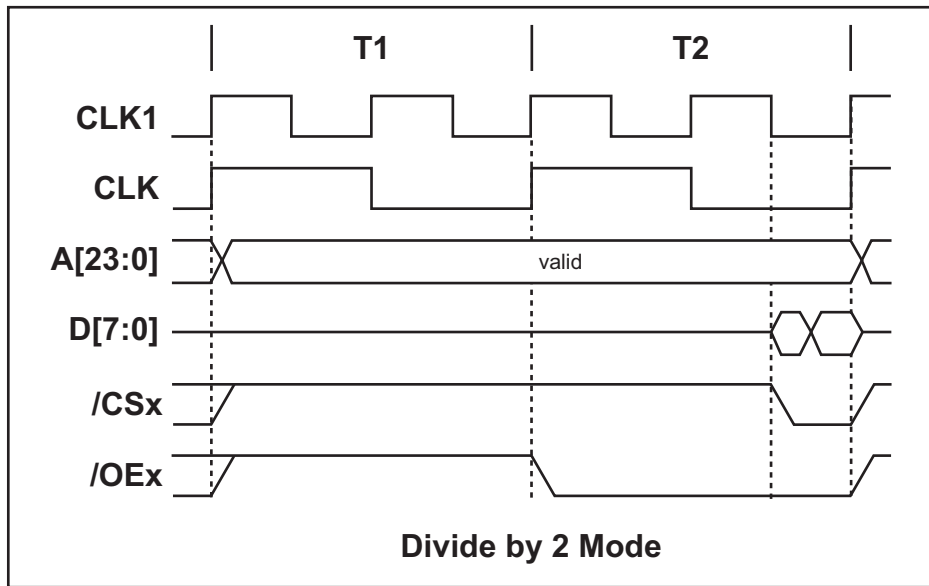 T1 T2
CLK1
CLK
A[23:0] valid
D[7:0]
/CSx
/OEx
Divide by 2 Mode